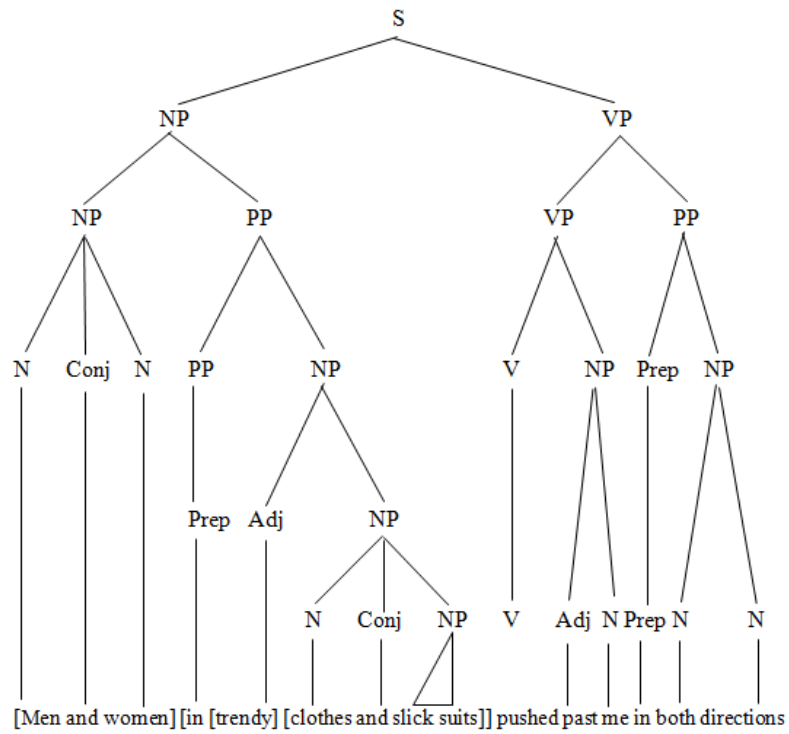 S
NP VP
NP PP VP PP
N Conj N PP NP V NP Prep NP
Prep Adj NP
N Conj NP V Adj N Prep N N
[Men and women] [in [trendy] [clothes and slick suits]] pushed past me in both directions